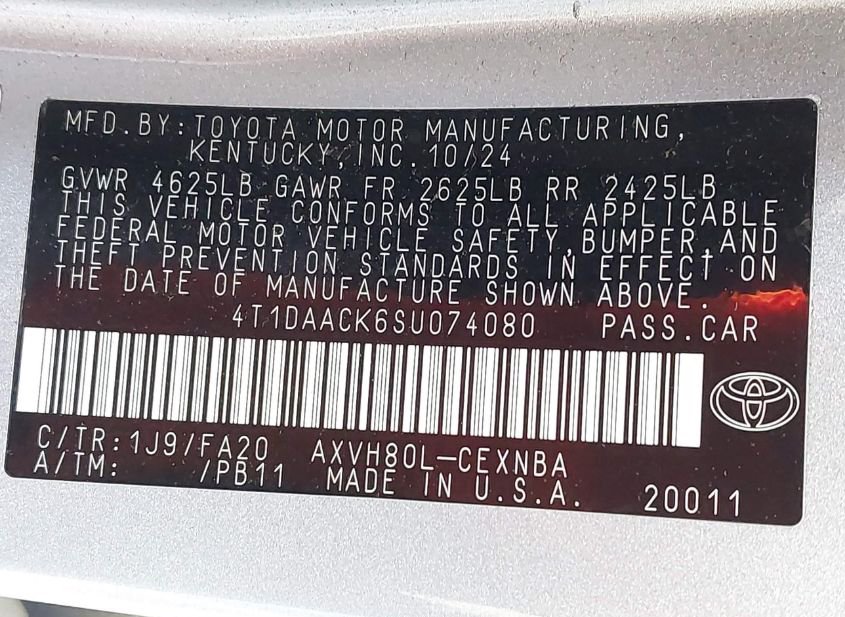 MFD.BY:TOYOTA MOTOR MANUFACTURING,
KENTUCKY,INC.10/24
GVWR 4625LB GAWR FR 2625LB RR 2425LB
THIS VEHICLE CONFORMS TO ALL APPLICABLE
FEDERAL MOTOR VEHICLE SAFETY,BUMPER,AND
THEFT PREVENTION STANDARDS IN EFFECT ON
THE DATE OF MANUFACTURE SHOWN ABOVE.
4T1DAACK6SU074080 PASS.CAR
C/TR:1J9/FA20 AXVH80L-CEXNBA
A/TM: /PB11 MADE IN U.S.A. 20011